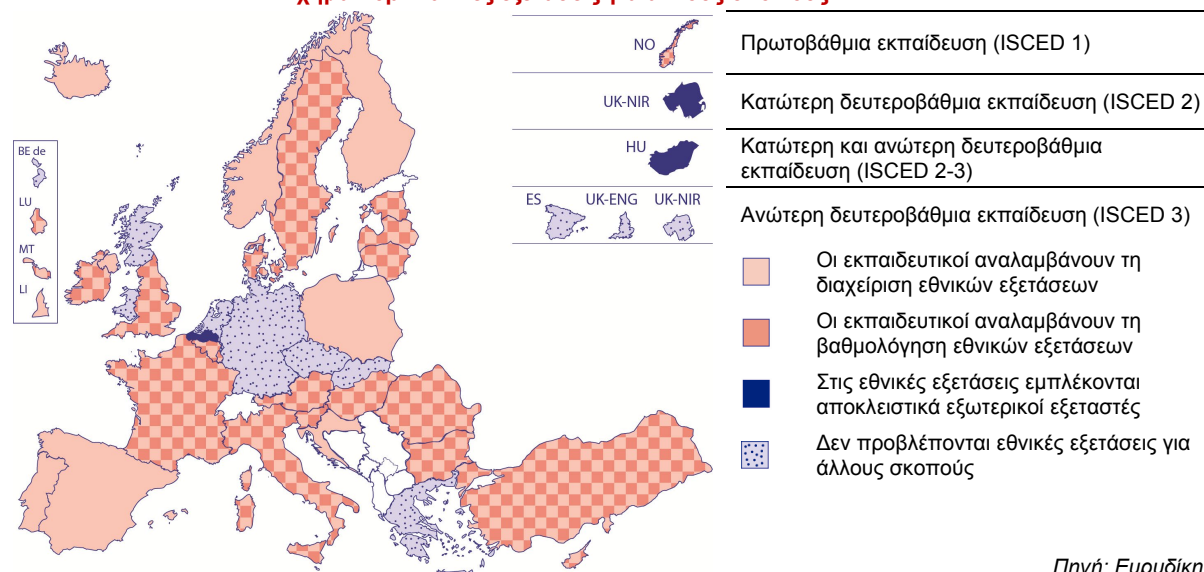 NO
Πρωτοβάθμια εκπαίδευση (ISCED 1)
UK-NIR
Κατώτερη δευτεροβάθμια εκπαίδευση (ISCED 2)
HU
Κατώτερη και ανώτερη δευτεροβάθμια
εκπαίδευση (ISCED 2-3)
ES UK-ENG UK-NIR
Ανώτερη δευτεροβάθμια εκπαίδευση (ISCED 3)
BE de
LU
MT
LI
Οι εκπαιδευτικοί αναλαμβάνουν τη
διαχείριση εθνικών εξετάσεων
Οι εκπαιδευτικοί αναλαμβάνουν τη
βαθμολόγηση εθνικών εξετάσεων
Στις εθνικές εξετάσεις εμπλέκονται
αποκλειστικά εξωτερικοί εξεταστές
Δεν προβλέπονται εθνικές εξετάσεις για
άλλους σκοπούς
Πηγή: Ευρυδίκη